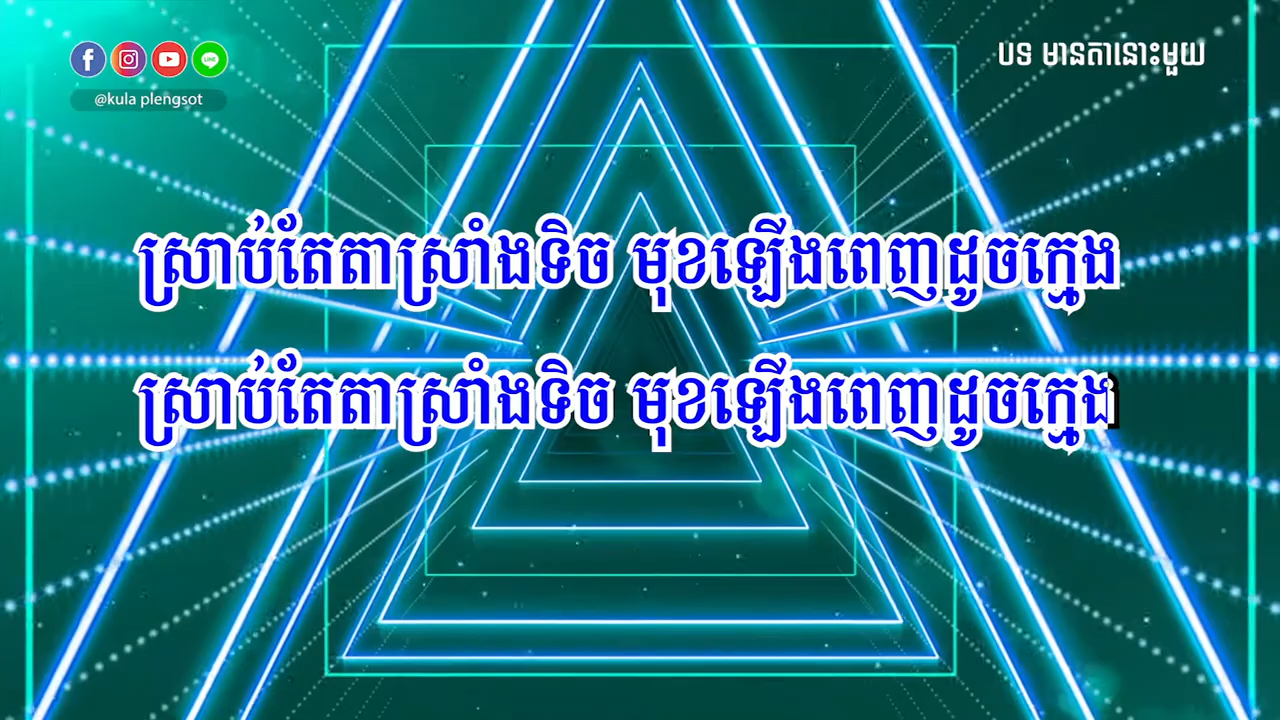 បទ មានតានោះមួយ
@kula plengsot
ស្រាប់តែតាស្រាំងទិច មុខឡើងពេញដូចក្មេង
ស្រាប់តែតាស្រាំងទិច មុខឡើងពេញដូចក្មេង